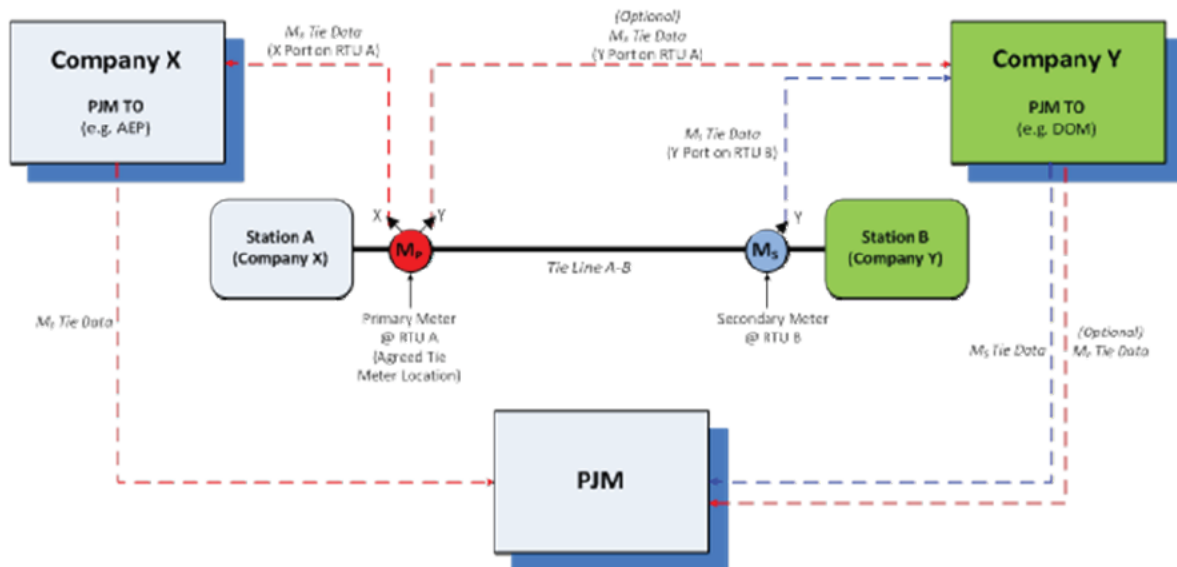 Company X
PJM TO
(e.g. AEP)
Mₚ Tie Data
(X Port on RTU A)
(Optional)
Mₚ Tie Data
(Y Port on RTU A)
Company Y
PJM TO
(e.g. DOM)
Mₛ Tie Data
(Y Port on RTU B)
Station A
(Company X)
X
Y
Mₚ
Tie Line A-B
Y
Mₛ
Station B
(Company Y)
Primary Meter
@ RTU A
(Agreed Tie
Meter Location)
Secondary Meter
@ RTU B
Mₚ Tie Data
Mₛ Tie Data
(Optional)
Mₚ Tie Data
PJM